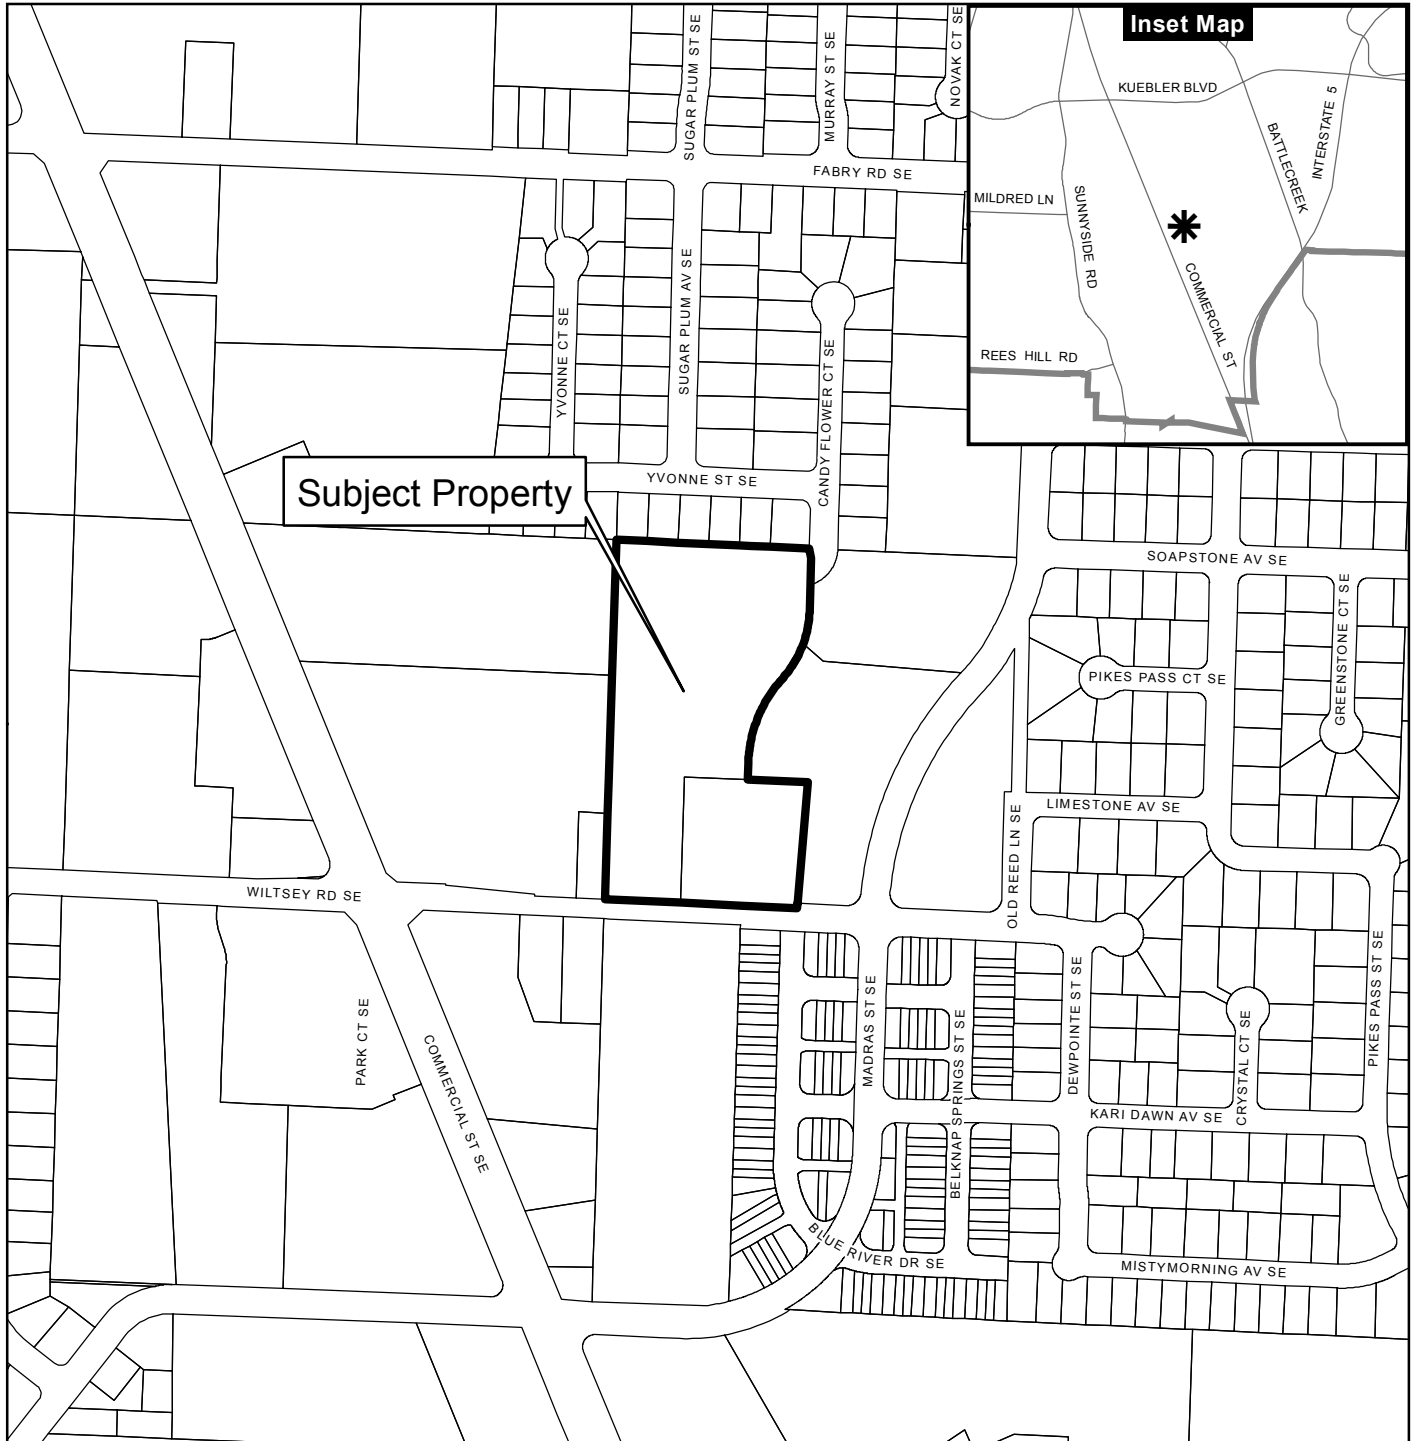 SUGAR PLUM ST SE
MURRAY ST SE
NOVAK CT SE
FABRY RD SE
Inset Map
KUEBLER BLVD
INTERSTATE 5
BATTLECREEK
MILDRED LN
SUNNYSIDE RD
COMMERCIAL ST
REES HILL RD
YVONNE CT SE
SUGAR PLUM AV SE
CANDY FLOWER CT SE
YVONNE ST SE
Subject Property
SOAPSTONE AV SE
GREENSTONE CT SE
PIKES PASS CT SE
LIMESTONE AV SE
OLD REED LN SE
WILTSEY RD SE
PARK CT SE
COMMERCIAL ST SE
MADRAS ST SE
BELKNAP SPRINGS ST SE
DEWPOINTE ST SE
CRYSTAL CT SE
PIKES PASS ST SE
KARI DAWN AV SE
BLUE RIVER DR SE
MISTYMORNING AV SE